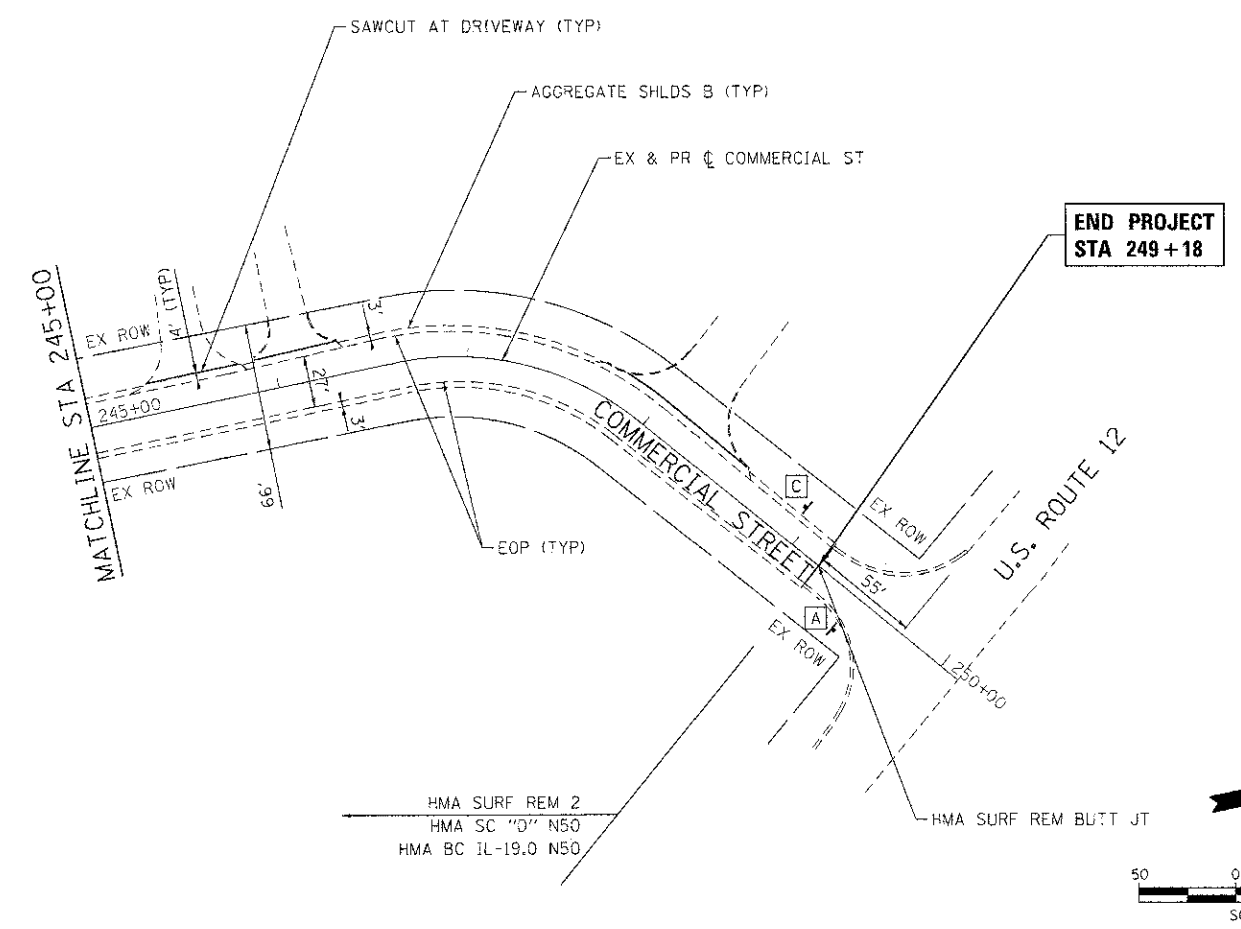 SAWCUT AT DRIVEWAY (TYP)
AGGREGATE SHLDS B (TYP)
EX & PR ℄ COMMERCIAL ST
END PROJECT
STA 249+18
MATCHLINE STA 245+00
EX ROW
4' (TYP)
3'
27'
3'
66'
245+00
EX ROW
EOP (TYP)
COMMERCIAL STREET
C
A
EX ROW
EX ROW
55'
U.S. ROUTE 12
250+00
HMA SURF REM 2
HMA SC "D" N50
HMA BC IL-19.0 N50
HMA SURF REM BUTT JT
50
0